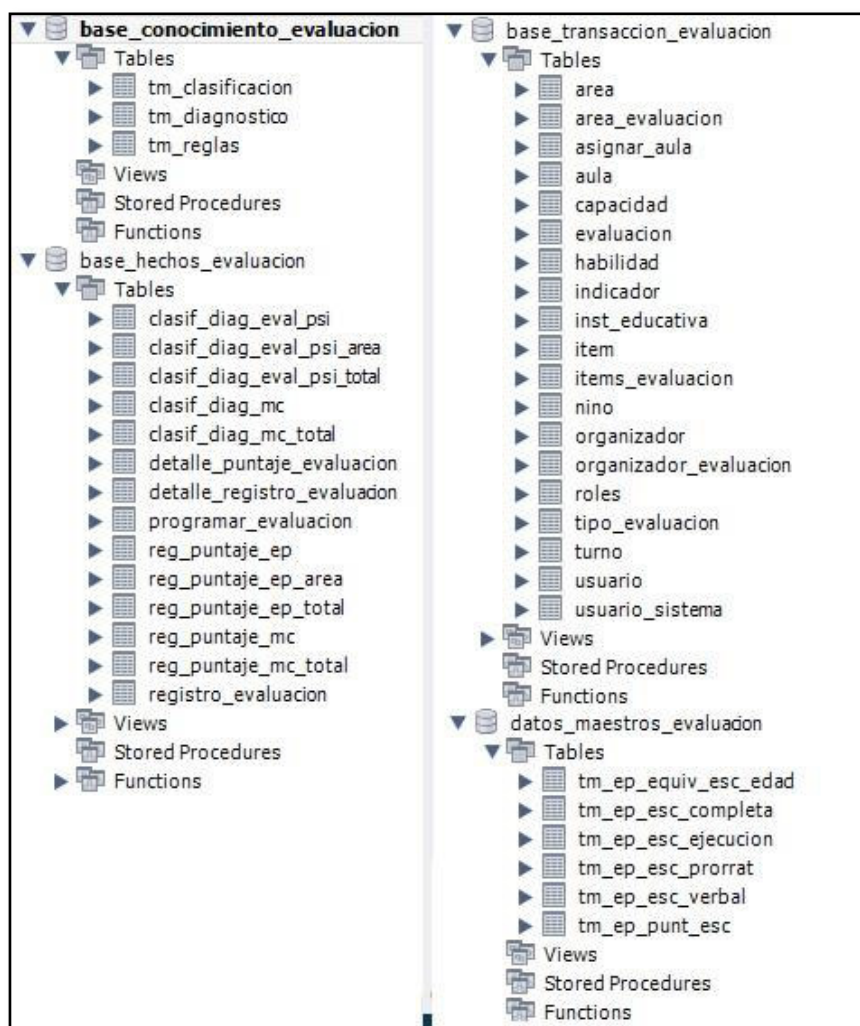 base_conocimiento_evaluacion
Tables
tm_clasificacion
tm_diagnostico
tm_reglas
Views
Stored Procedures
Functions
base_hechos_evaluacion
Tables
clasif_diag_eval_psi
clasif_diag_eval_psi_area
clasif_diag_eval_psi_total
clasif_diag_mc
clasif_diag_mc_total
detalle_puntaje_evaluacion
detalle_registro_evaluacion
programar_evaluacion
reg_puntaje_ep
reg_puntaje_ep_area
reg_puntaje_ep_total
reg_puntaje_mc
reg_puntaje_mc_total
registro_evaluacion
Views
Stored Procedures
Functions
base_transaccion_evaluacion
Tables
area
area_evaluacion
asignar_aula
aula
capacidad
evaluacion
habilidad
indicador
inst_educativa
item
items_evaluacion
nino
organizador
organizador_evaluacion
roles
tipo_evaluacion
turno
usuario
usuario_sistema
Views
Stored Procedures
Functions
datos_maestros_evaluacion
Tables
tm_ep_equiv_esc_edad
tm_ep_esc_completa
tm_ep_esc_ejecucion
tm_ep_esc_prorrat
tm_ep_esc_verbal
tm_ep_punt_esc
Views
Stored Procedures
Functions